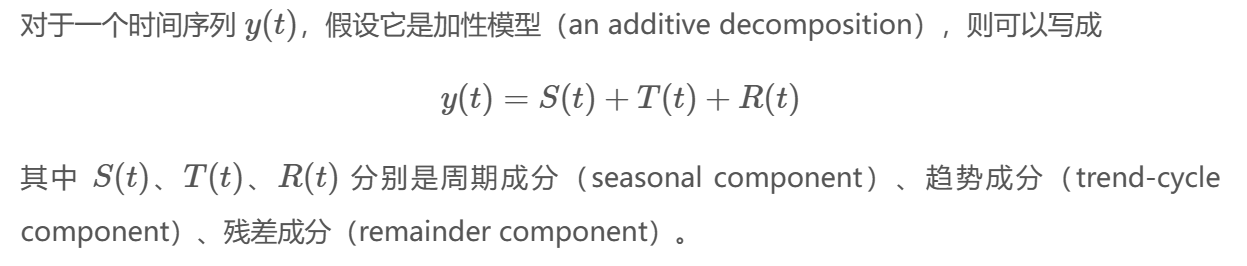 对于一个时间序列 y(t)，假设它是加性模型（an additive decomposition），则可以写成
y(t) = S(t) + T(t) + R(t)
其中 S(t)、T(t)、R(t) 分别是周期成分（seasonal component）、趋势成分（trend-cycle
component）、残差成分（remainder component）。